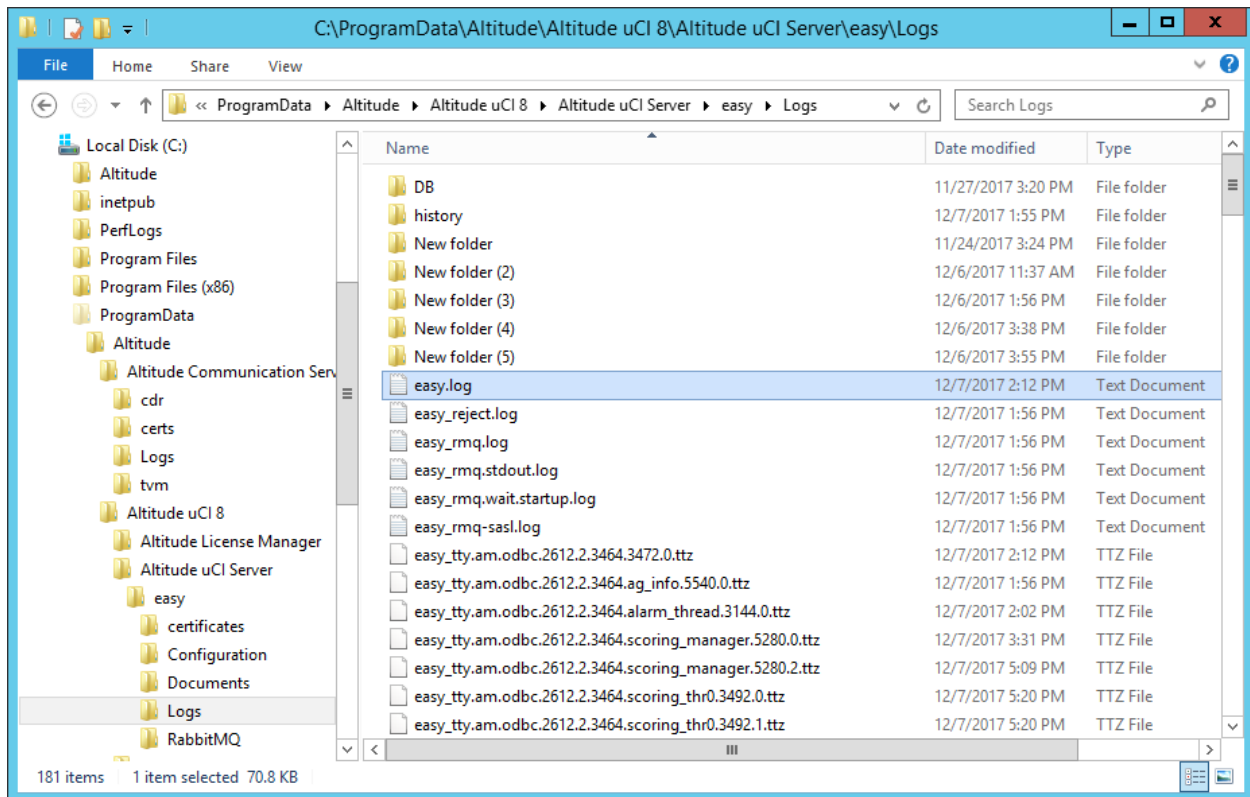 C:\ProgramData\Altitude\Altitude uCI 8\Altitude uCI Server\easy\Logs
File Home Share View
« ProgramData Altitude Altitude uCI 8 Altitude uCI Server easy Logs Search Logs
Local Disk (C:)
Altitude
inetpub
PerfLogs
Program Files
Program Files (x86)
ProgramData
Altitude
Altitude Communication Serv
cdr
certs
Logs
tvm
Altitude uCI 8
Altitude License Manager
Altitude uCI Server
easy
certificates
Configuration
Documents
Logs
RabbitMQ
Name Date modified Type
DB 11/27/2017 3:20 PM File folder
history 12/7/2017 1:55 PM File folder
New folder 11/24/2017 3:24 PM File folder
New folder (2) 12/6/2017 11:37 AM File folder
New folder (3) 12/6/2017 1:56 PM File folder
New folder (4) 12/6/2017 3:38 PM File folder
New folder (5) 12/6/2017 3:55 PM File folder
easy.log 12/7/2017 2:12 PM Text Document
easy_reject.log 12/7/2017 1:56 PM Text Document
easy_rmq.log 12/7/2017 1:56 PM Text Document
easy_rmq.stdout.log 12/7/2017 1:56 PM Text Document
easy_rmq.wait.startup.log 12/7/2017 1:56 PM Text Document
easy_rmq-sasl.log 12/7/2017 1:56 PM Text Document
easy_tty.am.odbc.2612.2.3464.3472.0.ttz 12/7/2017 2:12 PM TTZ File
easy_tty.am.odbc.2612.2.3464.ag_info.5540.0.ttz 12/7/2017 1:56 PM TTZ File
easy_tty.am.odbc.2612.2.3464.alarm_thread.3144.0.ttz 12/7/2017 2:02 PM TTZ File
easy_tty.am.odbc.2612.2.3464.scoring_manager.5280.0.ttz 12/7/2017 3:31 PM TTZ File
easy_tty.am.odbc.2612.2.3464.scoring_manager.5280.2.ttz 12/7/2017 5:09 PM TTZ File
easy_tty.am.odbc.2612.2.3464.scoring_thr0.3492.0.ttz 12/7/2017 5:20 PM TTZ File
easy_tty.am.odbc.2612.2.3464.scoring_thr0.3492.1.ttz 12/7/2017 5:20 PM TTZ File
181 items 1 item selected 70.8 KB